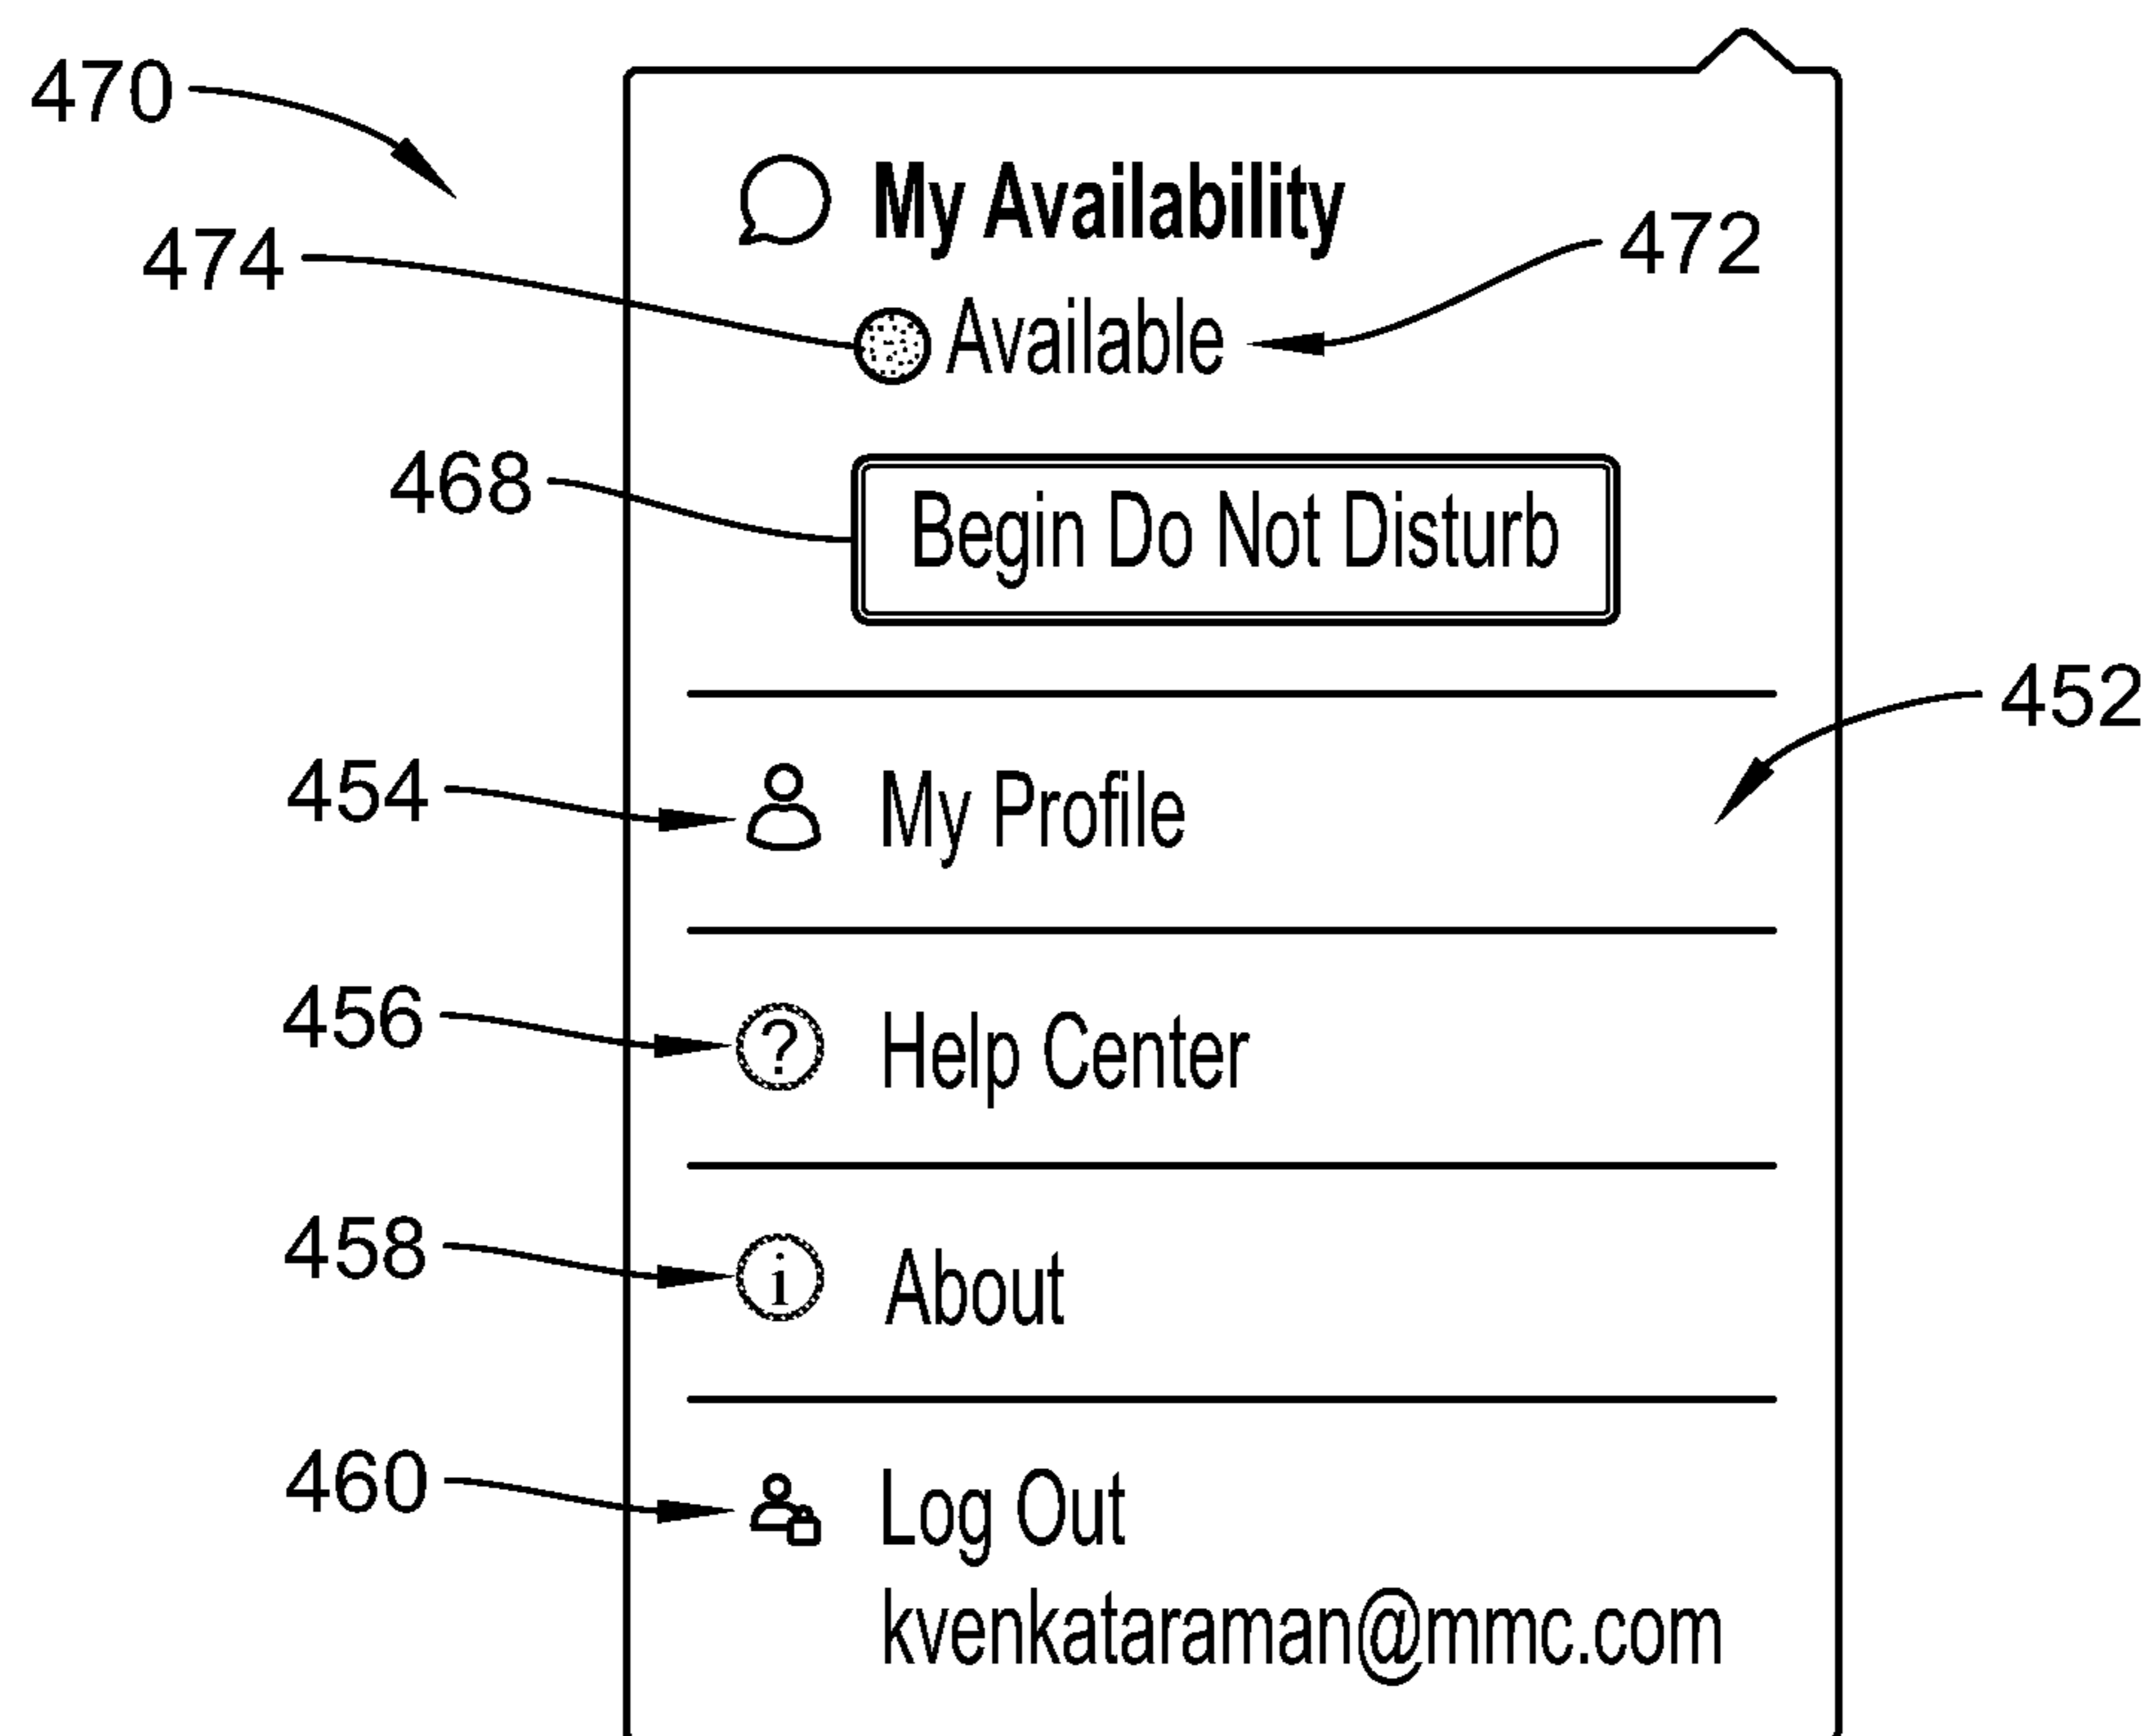 470
My Availability
474
472
Available
468
Begin Do Not Disturb
452
454
My Profile
456
?
Help Center
458
i
About
460
Log Out
kvenkataraman@mmc.com